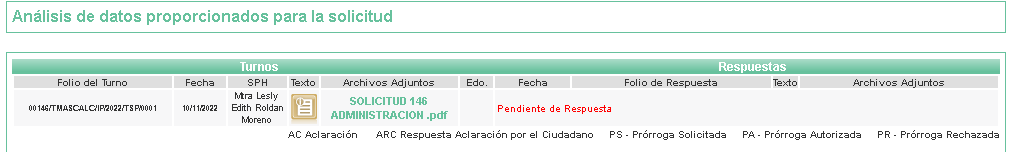 Análisis de datos proporcionados para la solicitud
Turnos Respuestas
Folio del Turno Fecha SPH Texto Archivos Adjuntos Edo. Fecha Folio de Respuesta Texto Archivos Adjuntos
00146/TMASCALC/IP/2022/TSP/0001 10/11/2022 Mtra Lesly Edith Roldan Moreno SOLICITUD 146 ADMINISTRACION .pdf Pendiente de Respuesta
AC Aclaración ARC Respuesta Aclaración por el Ciudadano PS - Prórroga Solicitada PA - Prórroga Autorizada PR - Prórroga Rechazada